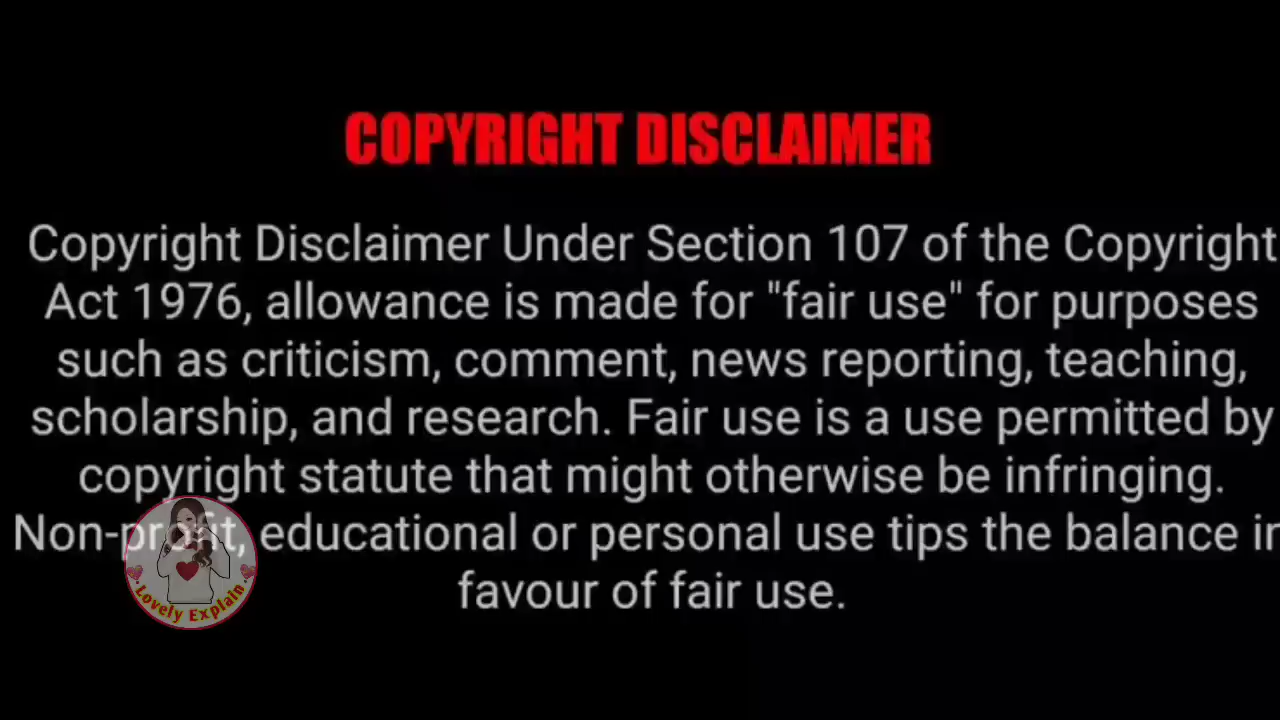 COPYRIGHT DISCLAIMER
Copyright Disclaimer Under Section 107 of the Copyright
Act 1976, allowance is made for "fair use" for purposes
such as criticism, comment, news reporting, teaching,
scholarship, and research. Fair use is a use permitted by
copyright statute that might otherwise be infringing.
Non-profit, educational or personal use tips the balance in
favour of fair use.
Lovely Explain